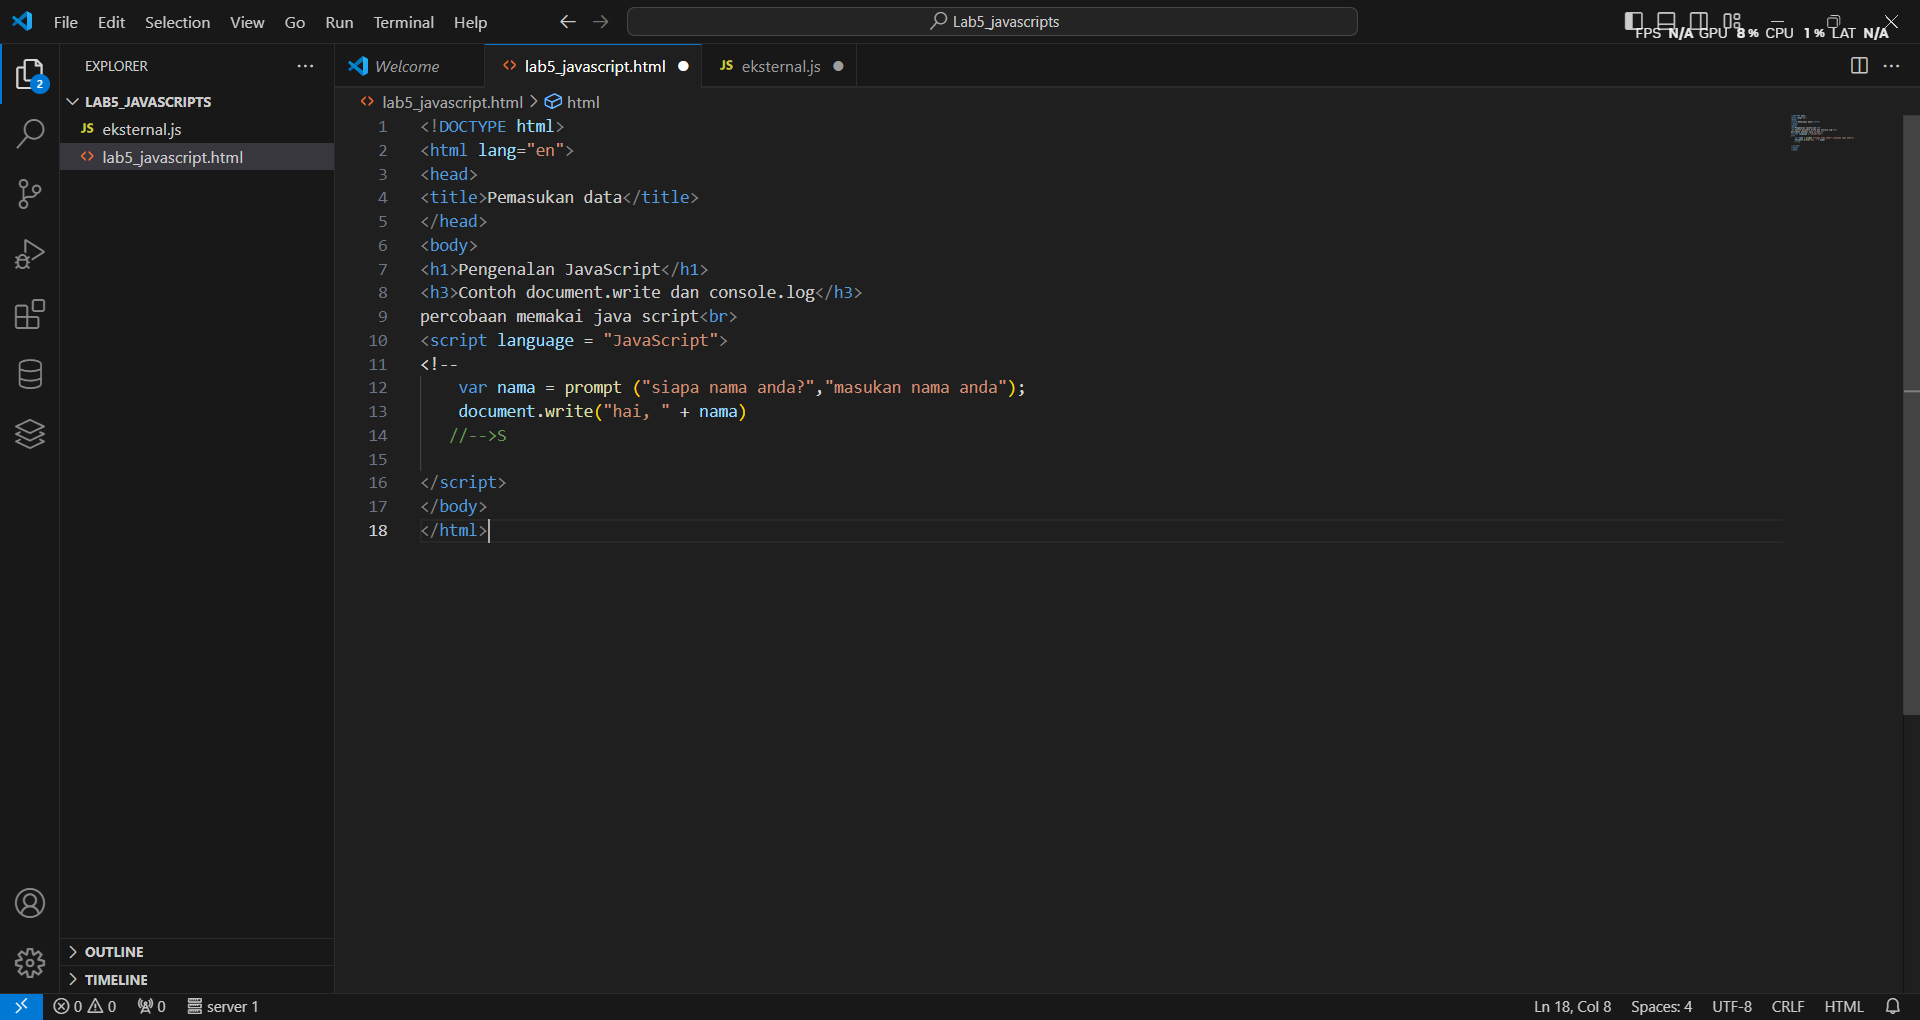 File Edit Selection View Go Run Terminal Help
Lab5_javascripts
FPS N/A GPU 8% CPU 1% LAT N/A
EXPLORER
Welcome
lab5_javascript.html
JS eksternal.js
LAB5_JAVASCRIPTS
JS eksternal.js
lab5_javascript.html
2
lab5_javascript.html > html
1 <!DOCTYPE html>
2 <html lang="en">
3 <head>
4 <title>Pemasukan data</title>
5 </head>
6 <body>
7 <h1>Pengenalan JavaScript</h1>
8 <h3>Contoh document.write dan console.log</h3>
9 percobaan memakai java script<br>
10 <script language = "JavaScript">
11 <!--
12 var nama = prompt ("siapa nama anda?","masukan nama anda");
13 document.write("hai, " + nama)
14 //-->S
15
16 </script>
17 </body>
18 </html>
OUTLINE
TIMELINE
0 0 0 server 1
Ln 18, Col 8 Spaces: 4 UTF-8 CRLF HTML